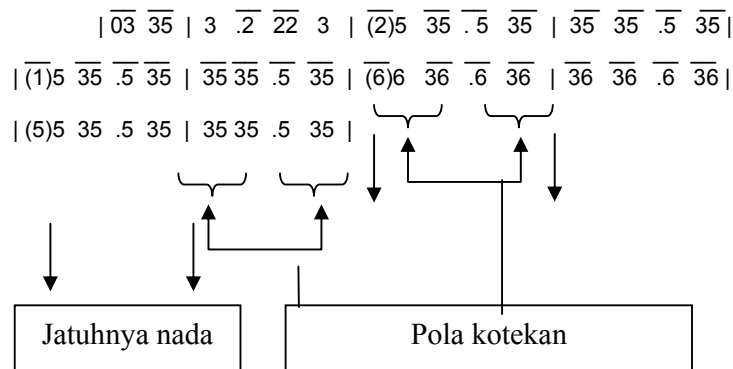 | 03 35 | 3 .2 22 3 | (2)5 35 .5 35 | 35 35 .5 35 |
| (1)5 35 .5 35 | 35 35 .5 35 | (6)6 36 .6 36 | 36 36 .6 36 |
| (5)5 35 .5 35 | 35 35 .5 35 |
Jatuhnya nada
Pola kotekan